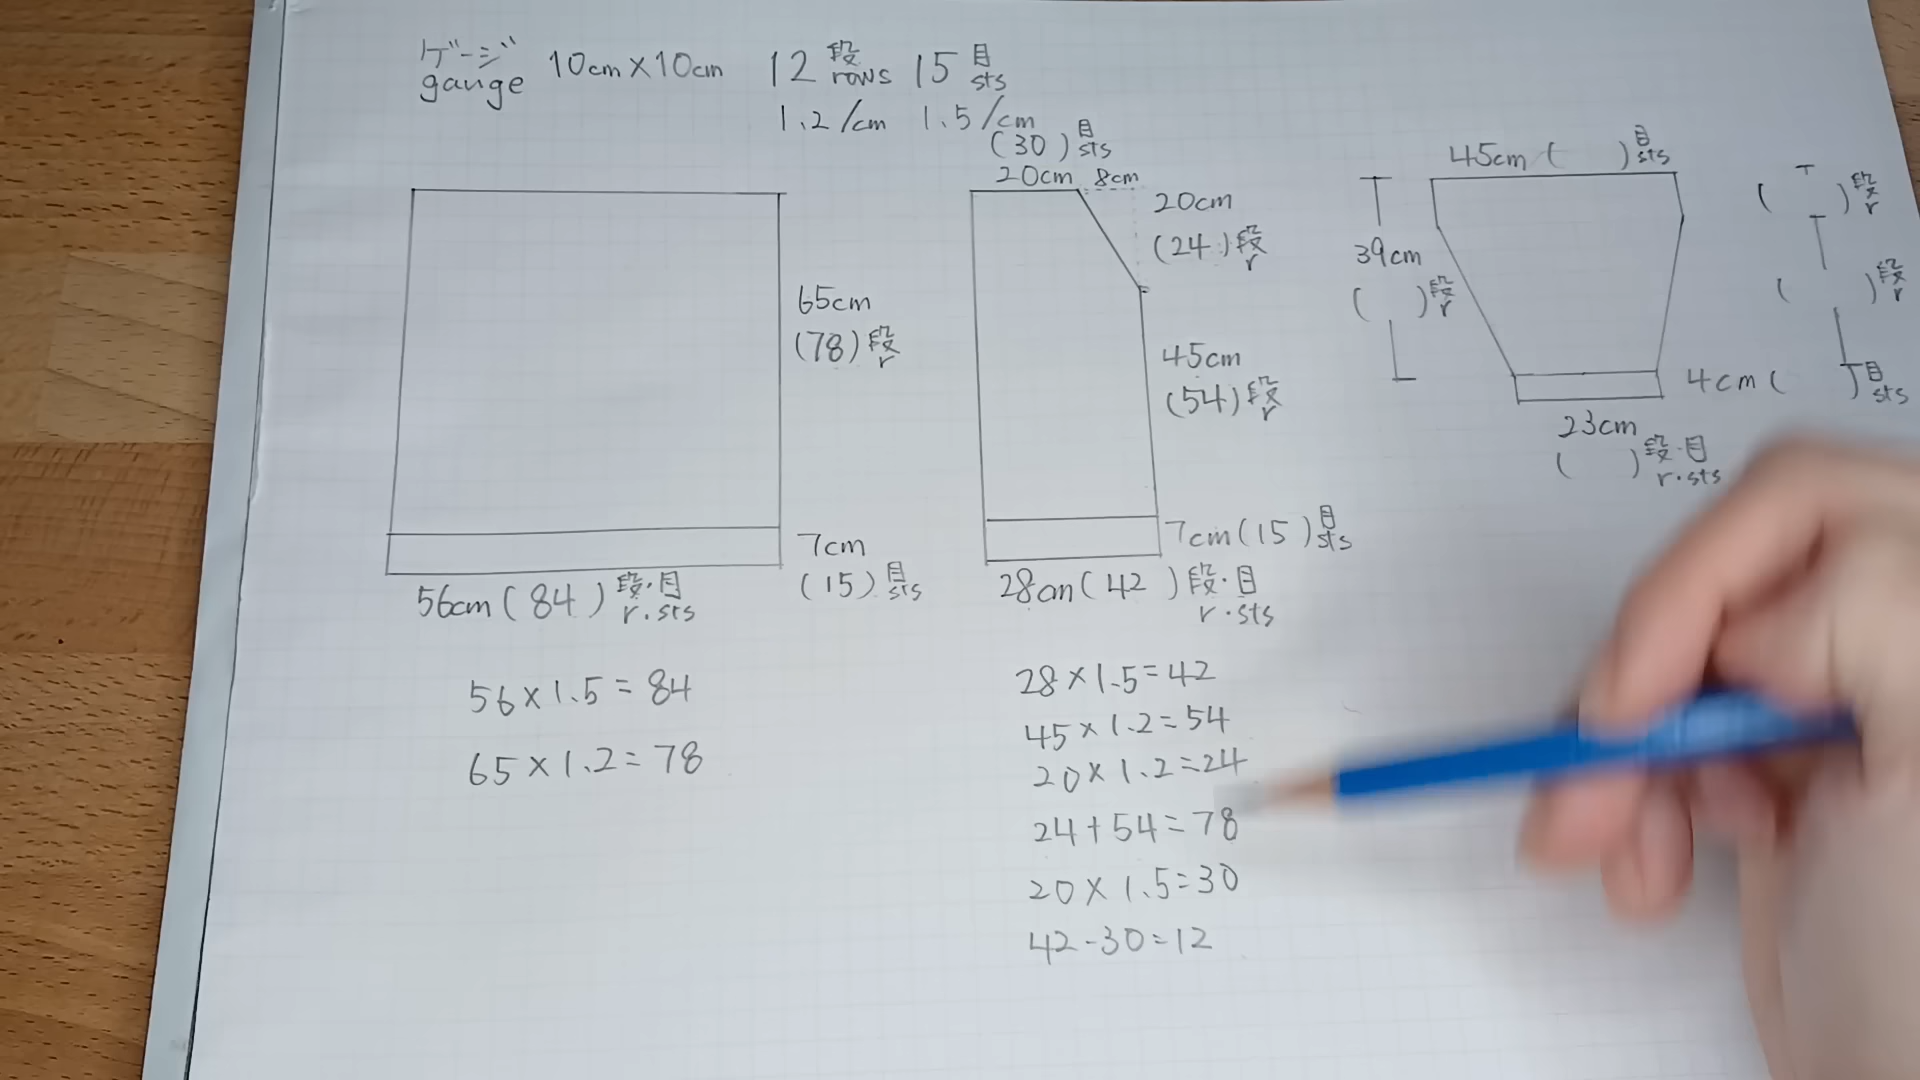 ゲージ
gauge 10cm×10cm 12段 rows 15目 sts
1.2/cm 1.5/cm
65cm
(78)段 r
7cm
(15)目 sts
56cm(84)段·目 r.sts
56×1.5=84
65×1.2=78
(30)目 sts
20cm 8cm
20cm
(24)段 r
45cm
(54)段 r
7cm(15)目 sts
28cm(42)段·目 r·sts
28×1.5=42
45×1.2=54
20×1.2=24
24+54=78
20×1.5=30
42-30=12
45cm( )目 sts
39cm
( )段 r
( )段 r
( )段 r
4cm( )目 sts
23cm
( )段·目 r·sts